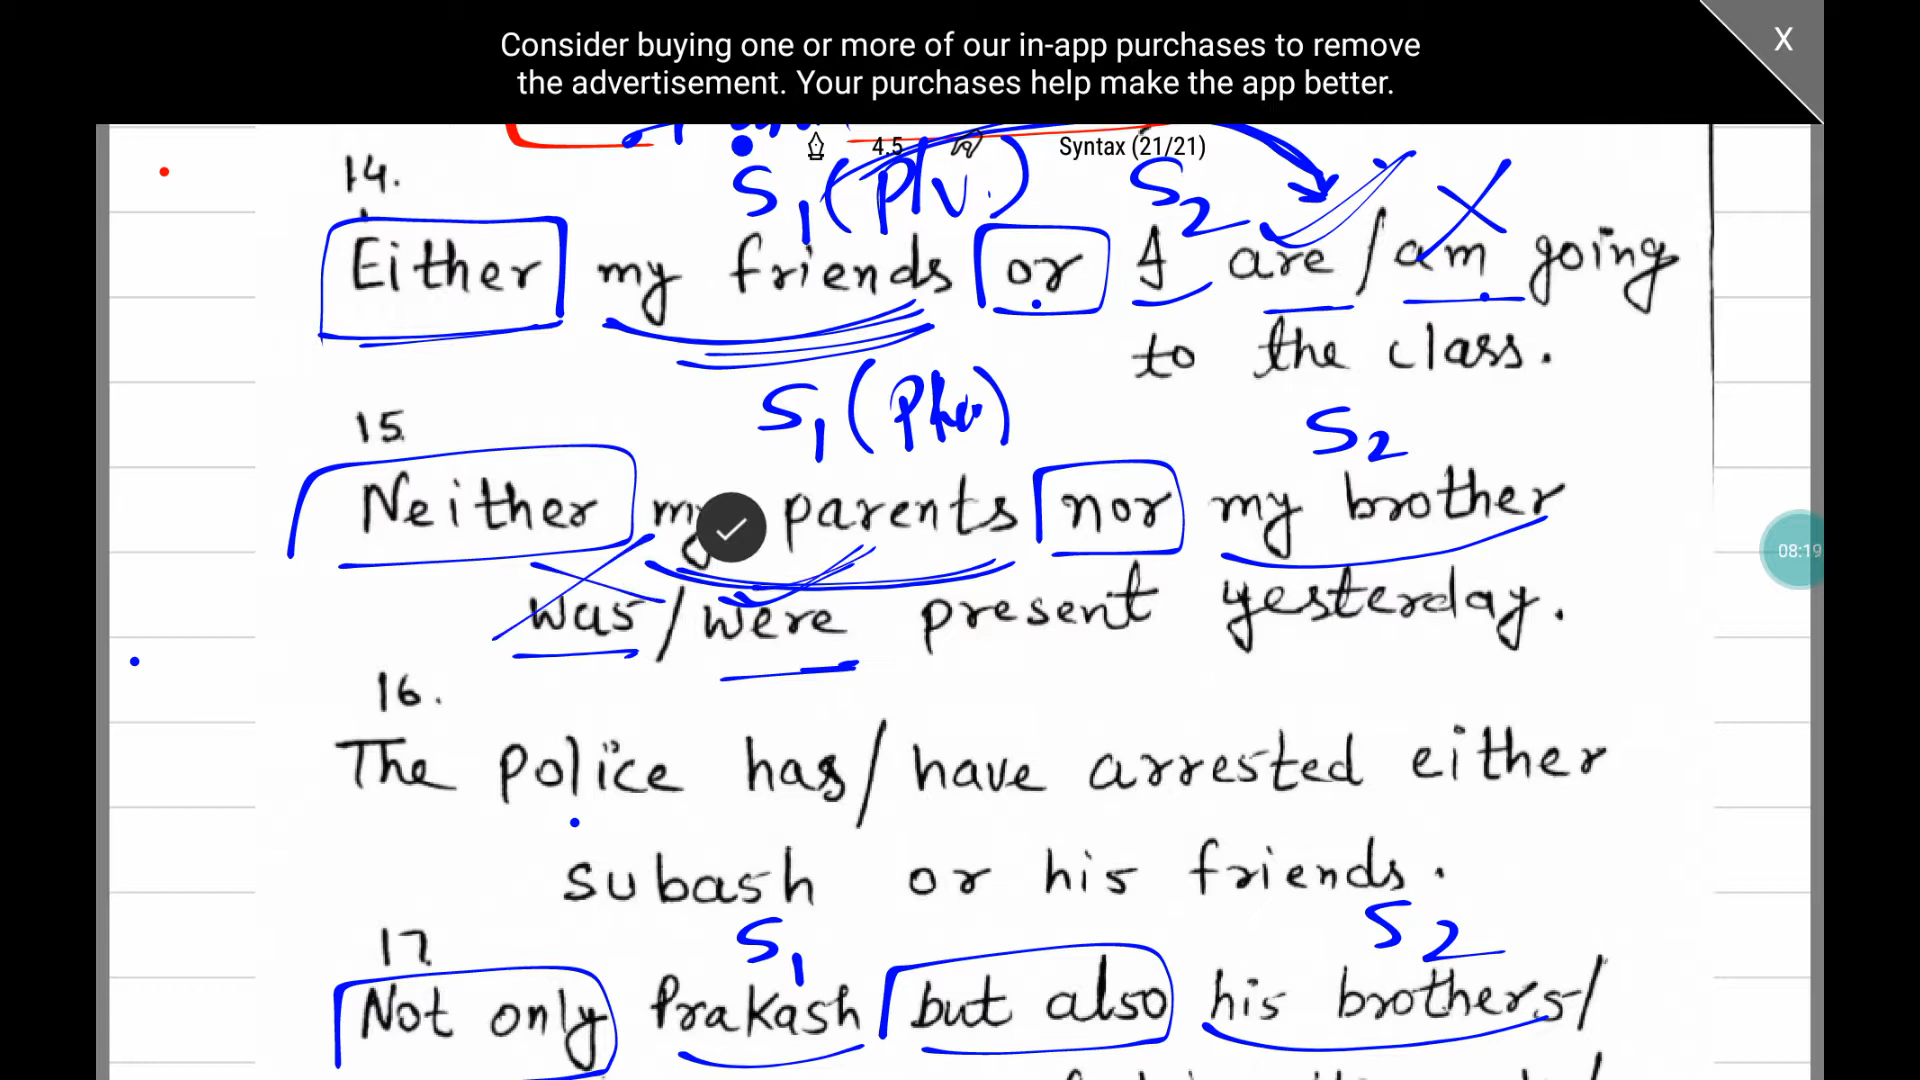 Consider buying one or more of our in-app purchases to remove
the advertisement. Your purchases help make the app better.
X
4.5 Syntax (21/21)
14. S1 (Plu.) S2
Either my friends or I are/am going
to the class.
15. S1 (Plu) S2
Neither my parents nor my brother
was/were present yesterday.
08:19
16.
The police has/have arrested either
subash or his friends.
17. S1 S2
Not only Prakash but also his brothers/